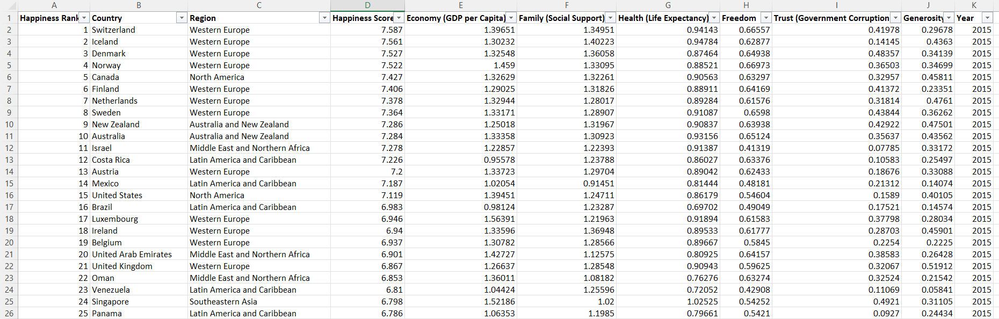 A B C D E F G H I J K
1 Happiness Rank Country Region Happiness Score Economy (GDP per Capita) Family (Social Support) Health (Life Expectancy) Freedom Trust (Government Corruption Generosity Year
2 1 Switzerland Western Europe 7.587 1.39651 1.34951 0.94143 0.66557 0.41978 0.29678 2015
3 2 Iceland Western Europe 7.561 1.30232 1.40223 0.94784 0.62877 0.14145 0.4363 2015
4 3 Denmark Western Europe 7.527 1.32548 1.36058 0.87464 0.64938 0.48357 0.34139 2015
5 4 Norway Western Europe 7.522 1.459 1.33095 0.88521 0.66973 0.36503 0.34699 2015
6 5 Canada North America 7.427 1.32629 1.32261 0.90563 0.63297 0.32957 0.45811 2015
7 6 Finland Western Europe 7.406 1.29025 1.31826 0.88911 0.64169 0.41372 0.23351 2015
8 7 Netherlands Western Europe 7.378 1.32944 1.28017 0.89284 0.61576 0.31814 0.4761 2015
9 8 Sweden Western Europe 7.364 1.33171 1.28907 0.91087 0.6598 0.43844 0.36262 2015
10 9 New Zealand Australia and New Zealand 7.286 1.25018 1.31967 0.90837 0.63938 0.42922 0.47501 2015
11 10 Australia Australia and New Zealand 7.284 1.33358 1.30923 0.93156 0.65124 0.35637 0.43562 2015
12 11 Israel Middle East and Northern Africa 7.278 1.22857 1.22393 0.91387 0.41319 0.07785 0.33172 2015
13 12 Costa Rica Latin America and Caribbean 7.226 0.95578 1.23788 0.86027 0.63376 0.10583 0.25497 2015
14 13 Austria Western Europe 7.2 1.33723 1.29704 0.89042 0.62433 0.18676 0.33088 2015
15 14 Mexico Latin America and Caribbean 7.187 1.02054 0.91451 0.81444 0.48181 0.21312 0.14074 2015
16 15 United States North America 7.119 1.39451 1.24711 0.86179 0.54604 0.1589 0.40105 2015
17 16 Brazil Latin America and Caribbean 6.983 0.98124 1.23287 0.69702 0.49049 0.17521 0.14574 2015
18 17 Luxembourg Western Europe 6.946 1.56391 1.21963 0.91894 0.61583 0.37798 0.28034 2015
19 18 Ireland Western Europe 6.94 1.33596 1.36948 0.89533 0.61777 0.28703 0.45901 2015
20 19 Belgium Western Europe 6.937 1.30782 1.28566 0.89667 0.5845 0.2254 0.2225 2015
21 20 United Arab Emirates Middle East and Northern Africa 6.901 1.42727 1.12575 0.80925 0.64157 0.38583 0.26428 2015
22 21 United Kingdom Western Europe 6.867 1.26637 1.28548 0.90943 0.59625 0.32067 0.51912 2015
23 22 Oman Middle East and Northern Africa 6.853 1.36011 1.08182 0.76276 0.63274 0.32524 0.21542 2015
24 23 Venezuela Latin America and Caribbean 6.81 1.04424 1.25596 0.72052 0.42908 0.11069 0.05841 2015
25 24 Singapore Southeastern Asia 6.798 1.52186 1.02 1.02525 0.54252 0.4921 0.31105 2015
26 25 Panama Latin America and Caribbean 6.786 1.06353 1.1985 0.79661 0.5421 0.0927 0.24434 2015